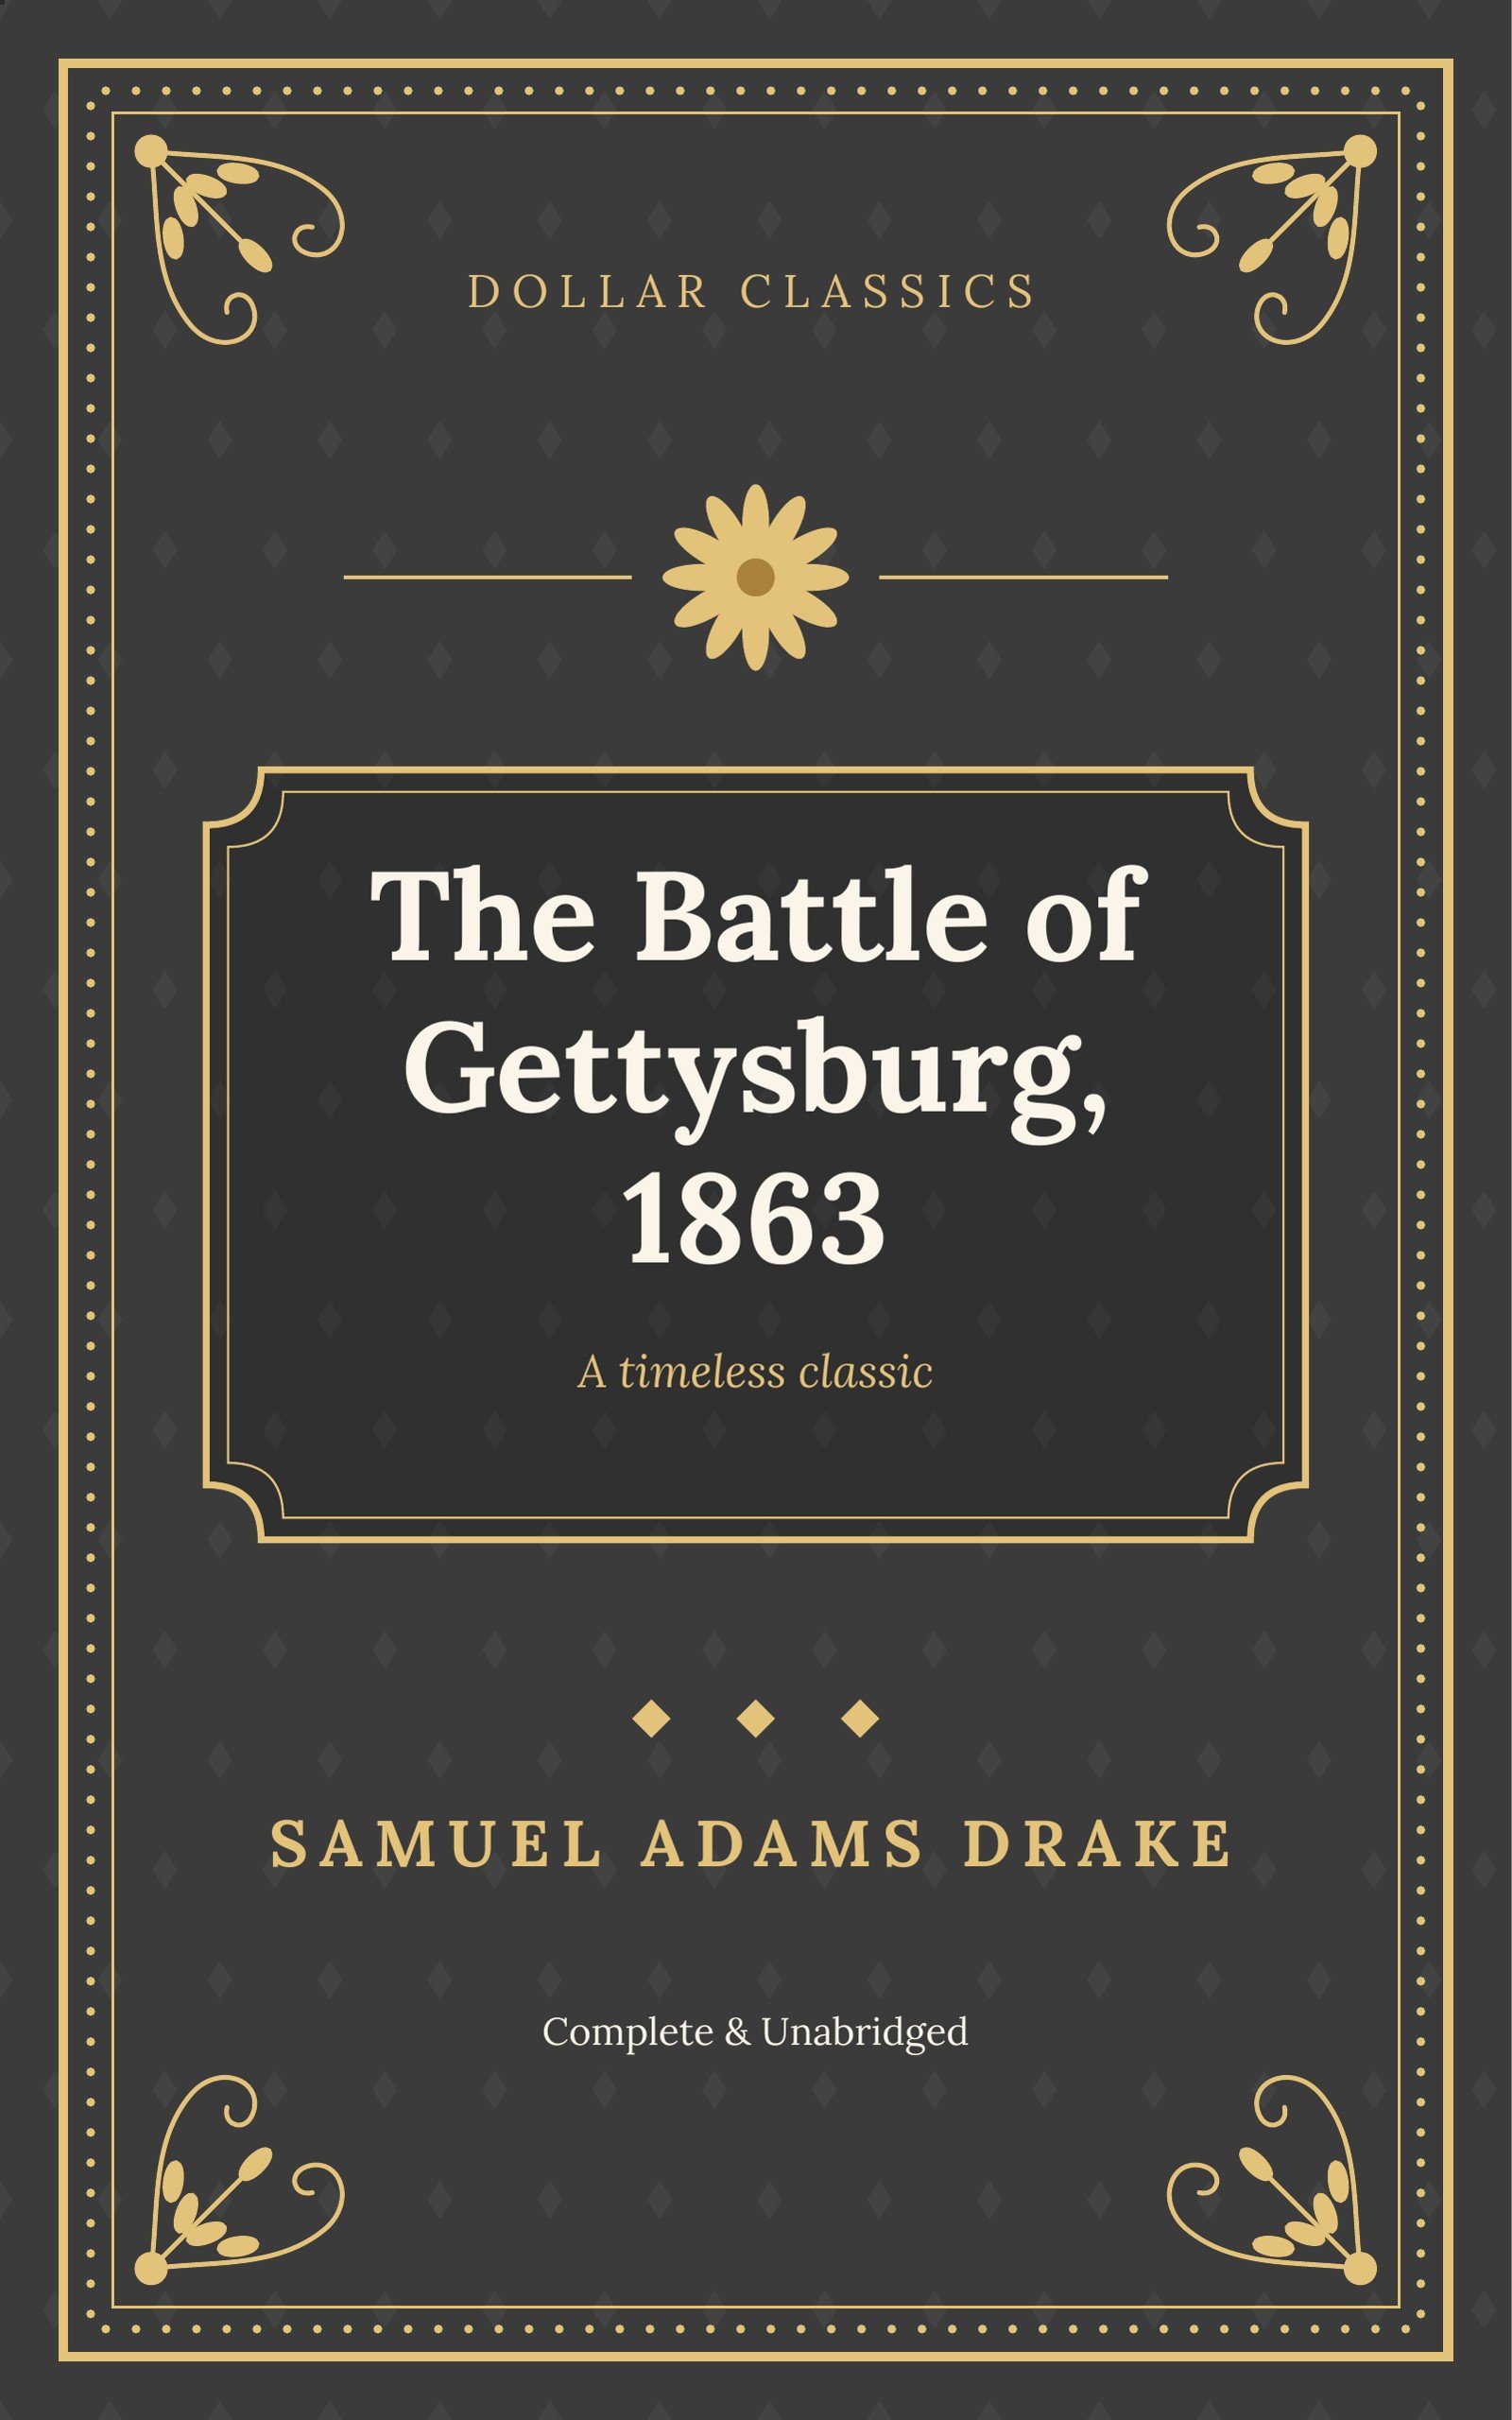 DOLLAR CLASSICS
The Battle of
Gettysburg,
1863
A timeless classic
SAMUEL ADAMS DRAKE
Complete & Unabridged